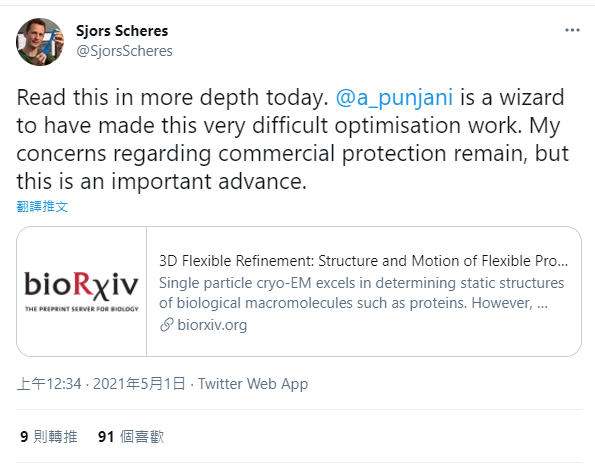 Sjors Scheres
@SjorsScheres
Read this in more depth today. @a_punjani is a wizard
to have made this very difficult optimisation work. My
concerns regarding commercial protection remain, but
this is an important advance.
翻譯推文
bioRxiv
THE PREPRINT SERVER FOR BIOLOGY
3D Flexible Refinement: Structure and Motion of Flexible Pro...
Single particle cryo-EM excels in determining static structures
of biological macromolecules such as proteins. However, ...
biorxiv.org
上午12:34 · 2021年5月1日 · Twitter Web App
9 則轉推 91 個喜歡